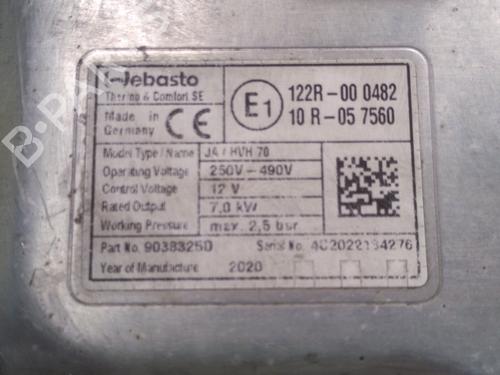 Webasto
Thermo & Comfort SE
Made in
Germany
CE
E1
122R-00 0482
10 R-05 7560
Model Type / Name JA / HVH 70
Operating Voltage 250V-490V
Control Voltage 12 V
Rated Output 7,0 kW
Working Pressure max. 2,5 bar
Part No. 9038325D Serial No.
Year of Manufacture 2020